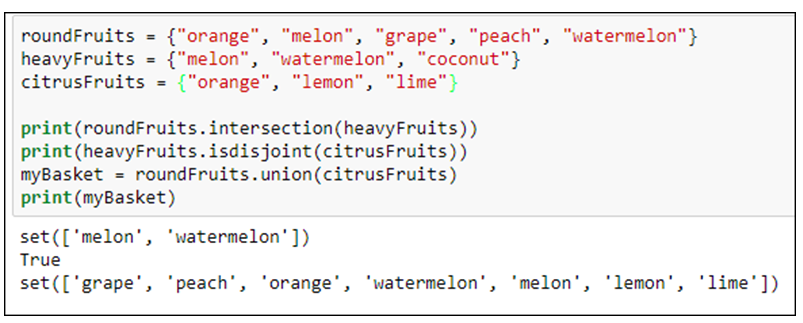 roundFruits = {"orange", "melon", "grape", "peach", "watermelon"}
heavyFruits = {"melon", "watermelon", "coconut"}
citrusFruits = {"orange", "lemon", "lime"}
print(roundFruits.intersection(heavyFruits))
print(heavyFruits.isdisjoint(citrusFruits))
myBasket = roundFruits.union(citrusFruits)
print(myBasket)
set(['melon', 'watermelon'])
True
set(['grape', 'peach', 'orange', 'watermelon', 'melon', 'lemon', 'lime'])